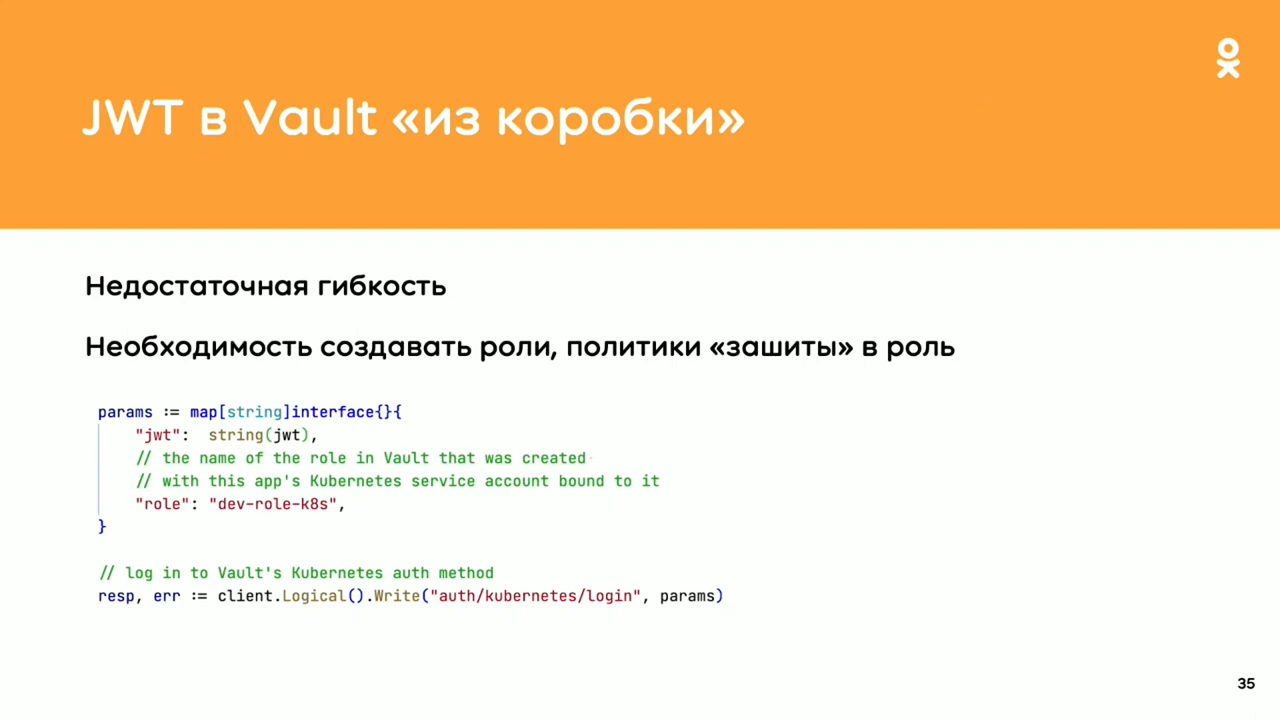 JWT в Vault «из коробки»
Недостаточная гибкость
Необходимость создавать роли, политики «зашиты» в роль
params := map[string]interface{}{
    "jwt":  string(jwt),
    // the name of the role in Vault that was created
    // with this app's Kubernetes service account bound to it
    "role": "dev-role-k8s",
}
// log in to Vault's Kubernetes auth method
resp, err := client.Logical().Write("auth/kubernetes/login", params)
35